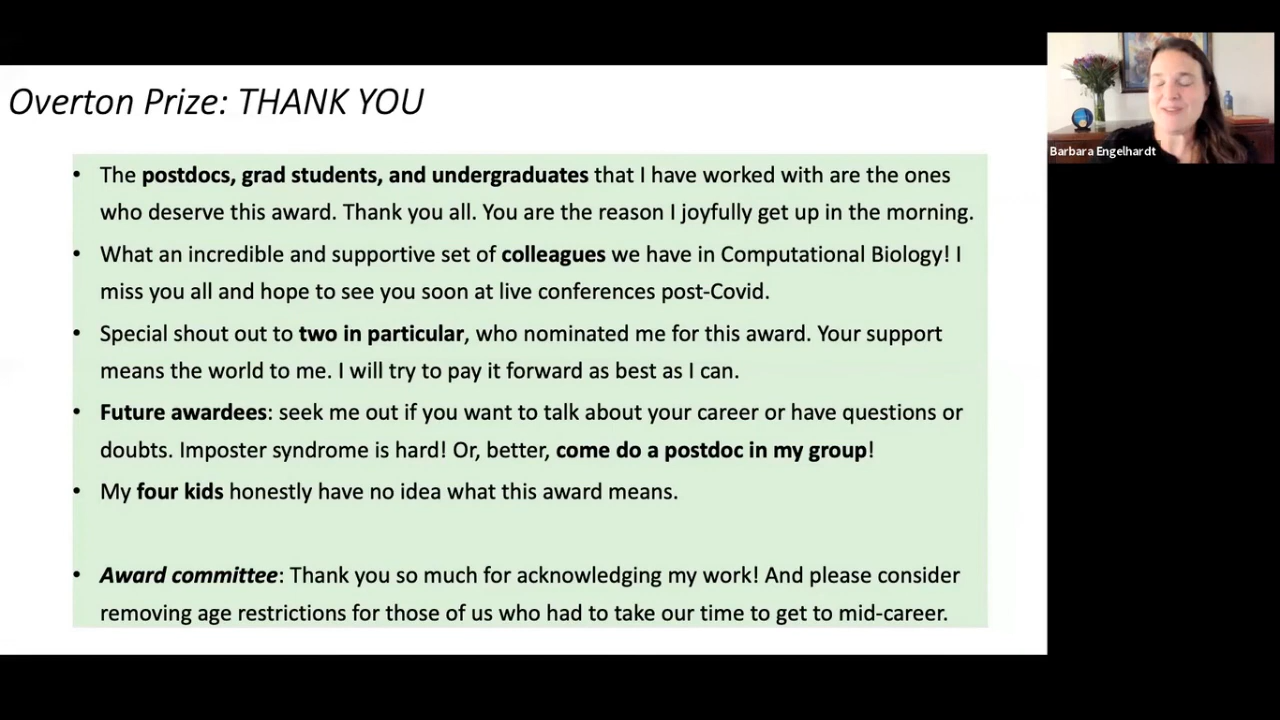 Overton Prize: THANK YOU
• The postdocs, grad students, and undergraduates that I have worked with are the ones
who deserve this award. Thank you all. You are the reason I joyfully get up in the morning.
• What an incredible and supportive set of colleagues we have in Computational Biology! I
miss you all and hope to see you soon at live conferences post-Covid.
• Special shout out to two in particular, who nominated me for this award. Your support
means the world to me. I will try to pay it forward as best as I can.
• Future awardees: seek me out if you want to talk about your career or have questions or
doubts. Imposter syndrome is hard! Or, better, come do a postdoc in my group!
• My four kids honestly have no idea what this award means.
• Award committee: Thank you so much for acknowledging my work! And please consider
removing age restrictions for those of us who had to take our time to get to mid-career.
Barbara Engelhardt